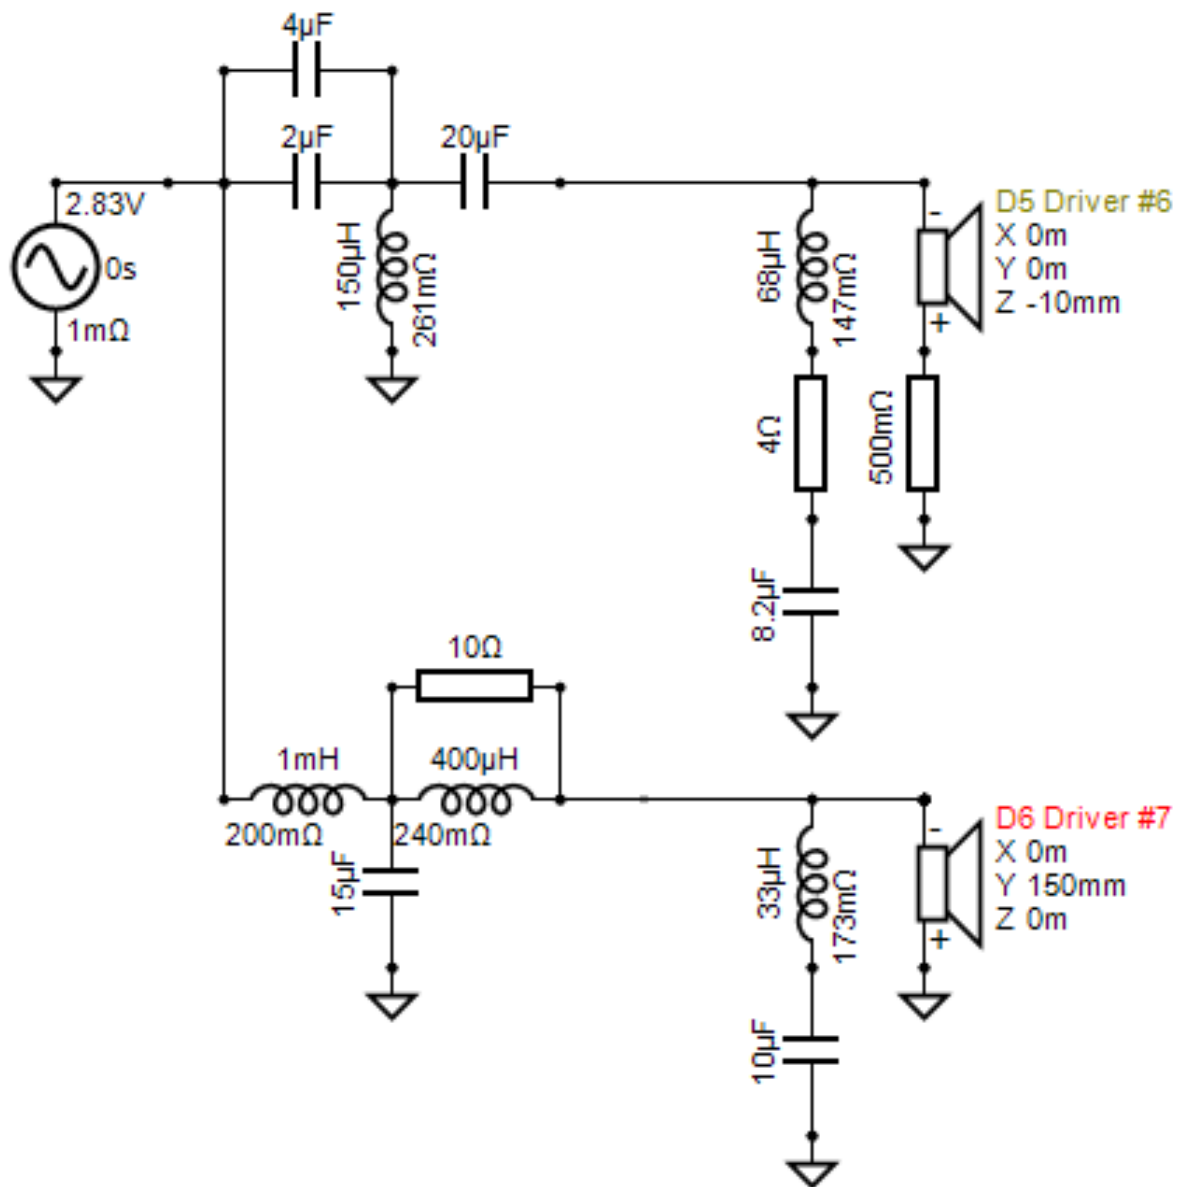 4µF
2µF
20µF
2.83V
0s
1mΩ
150µH
261mΩ
68µH
147mΩ
-
D5 Driver #6
X 0m
Y 0m
Z -10mm
+
4Ω
500mΩ
8.2µF
10Ω
1mH
400µH
200mΩ
240mΩ
15µF
33µH
173mΩ
-
D6 Driver #7
X 0m
Y 150mm
Z 0m
+
10µF